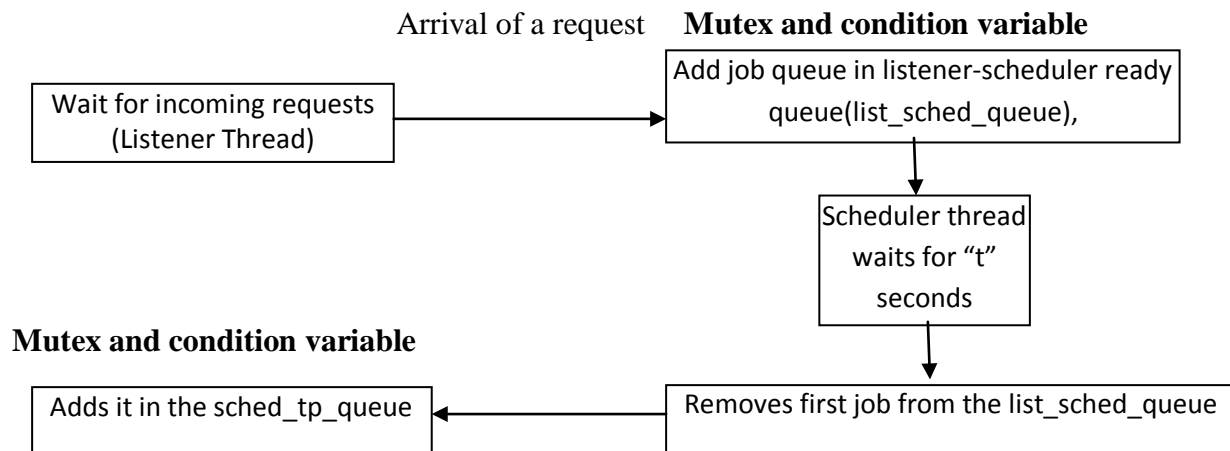 Arrival of a request
Mutex and condition variable
Wait for incoming requests
(Listener Thread)
Add job queue in listener-scheduler ready
queue(list_sched_queue),
Scheduler thread
waits for “t”
seconds
Mutex and condition variable
Adds it in the sched_tp_queue
Removes first job from the list_sched_queue